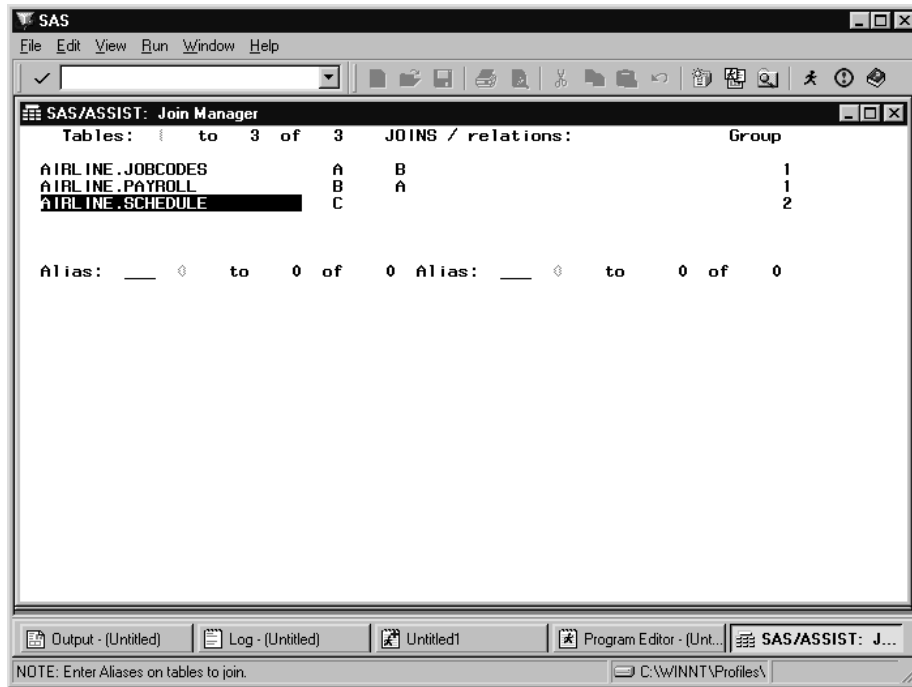 SAS
File Edit View Run Window Help
SAS/ASSIST: Join Manager
Tables: 1 to 3 of 3 JOINS / relations: Group
AIRLINE.JOBCODES A B 1
AIRLINE.PAYROLL B A 1
AIRLINE.SCHEDULE C 2
Alias: ___ 0 to 0 of 0 Alias: ___ 0 to 0 of 0
Output - (Untitled) Log - (Untitled) Untitled1 Program Editor - (Unt... SAS/ASSIST: J...
NOTE: Enter Aliases on tables to join. C:\WINNT\Profiles\